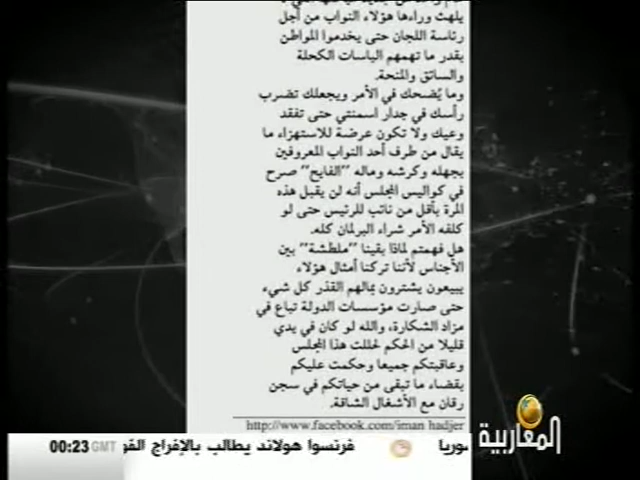 يلهث وراءها هؤلاء النواب من أجل
رئاسة اللجان حتى يخدموا المواطن
بقدر ما تهمهم الباسات الكحلة
والسائق والمنحة.
وما يُضحك في الأمر ويجعلك تضرب
رأسك في جدار اسمنتي حتى تفقد
وعيك ولا تكون عرضة للاستهزاء ما
يقال من طرف أحد النواب المعروفين
بجهله وكرشه وماله "الفايح" صرح
في كواليس المجلس أنه لن يقبل هذه
المرة بأقل من نائب للرئيس حتى لو
كلفه الأمر شراء البرلمان كله.
هل فهمتم لماذا بقينا "ملطشة" بين
الأجناس لأننا تركنا أمثال هؤلاء
يبيعون يشترون بمالهم القذر كل شيء
حتى صارت مؤسسات الدولة تباع في
مزاد الشكارة، والله لو كان في يدي
قليلا من الحكم لحللت هذا المجلس
وعاقبتكم جميعا وحكمت عليكم
بقضاء ما تبقى من حياتكم في سجن
رقان مع الأشغال الشاقة.
http://www.facebook.com/iman hadjer
المغاربية
سوريا فرنسوا هولاند يطالب بالإفراج الفو
00:23 GMT